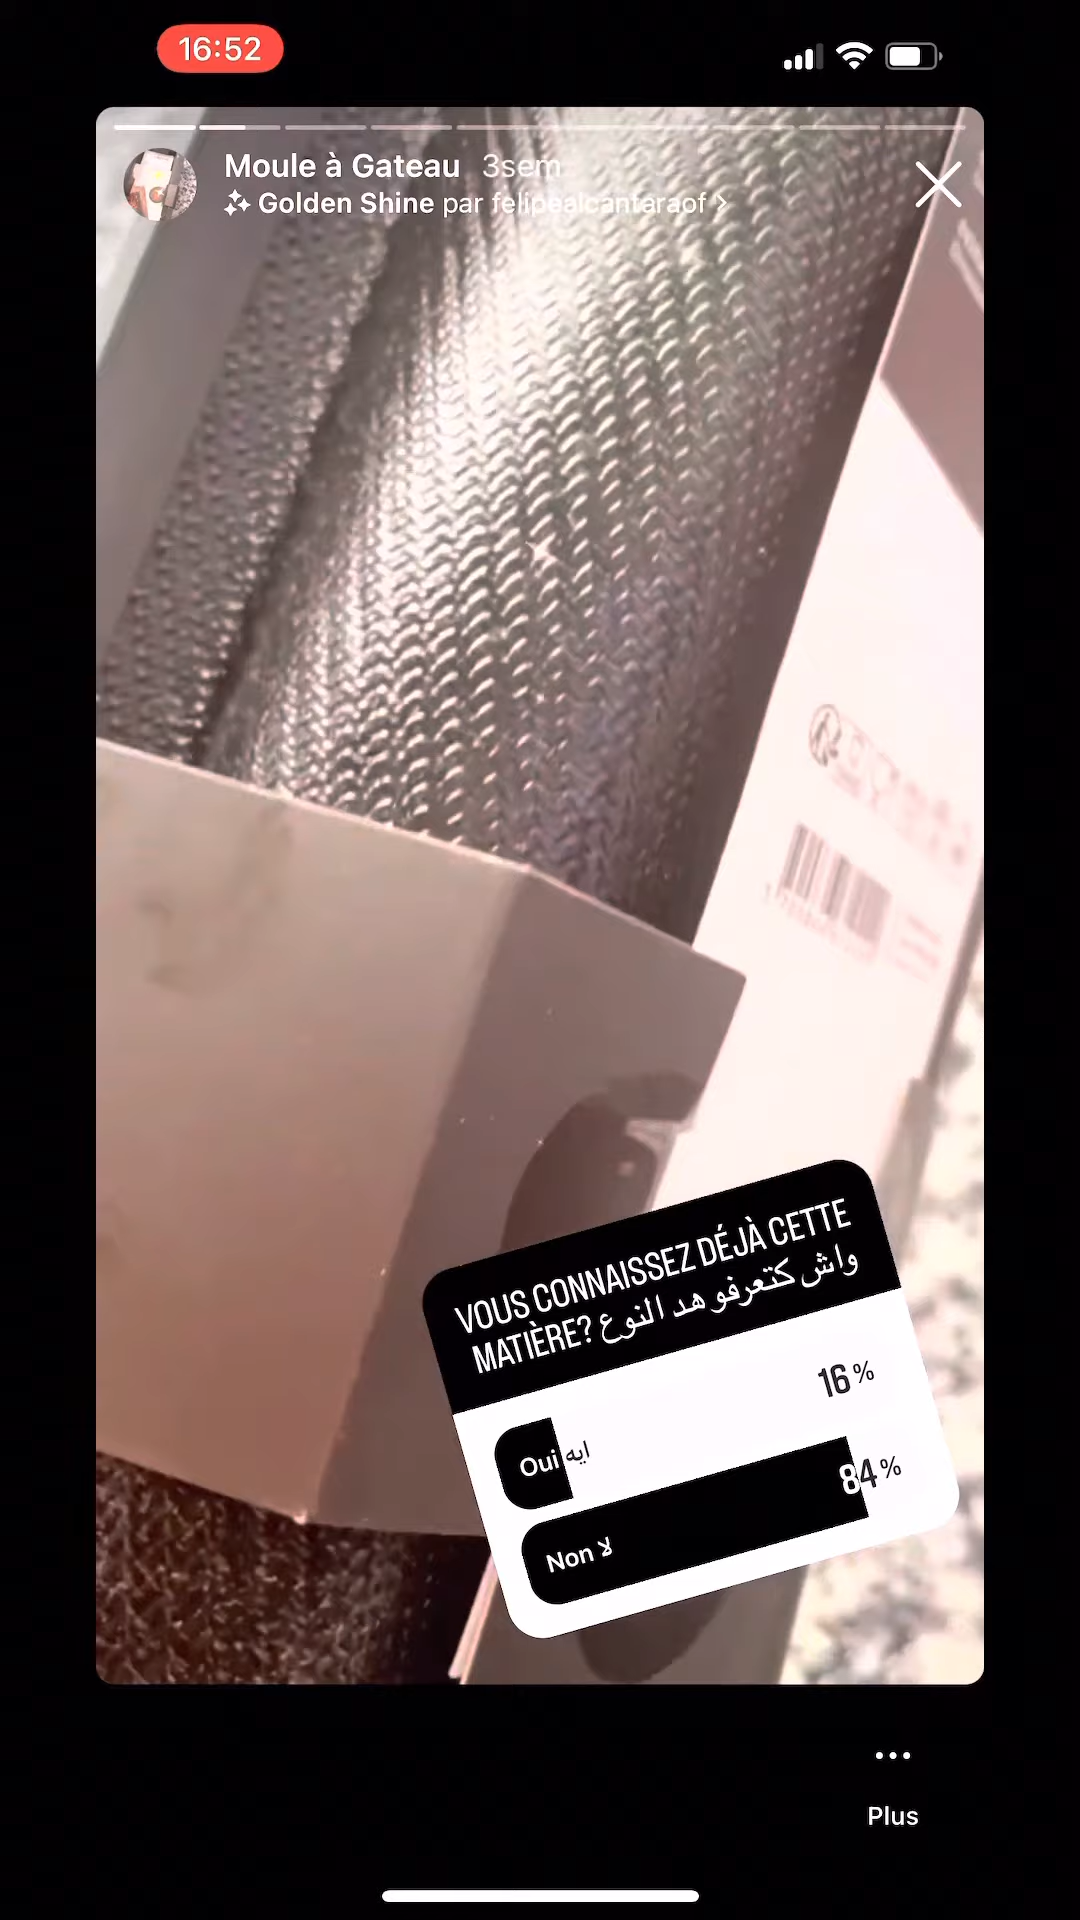 16:52
Moule à Gateau 3sem
Golden Shine par felipealcantaraof >
VOUS CONNAISSEZ DÉJÀ CETTE
MATIÈRE? واش كتعرفو هد النوع
16%
Oui ايه
84%
Non لا
Plus